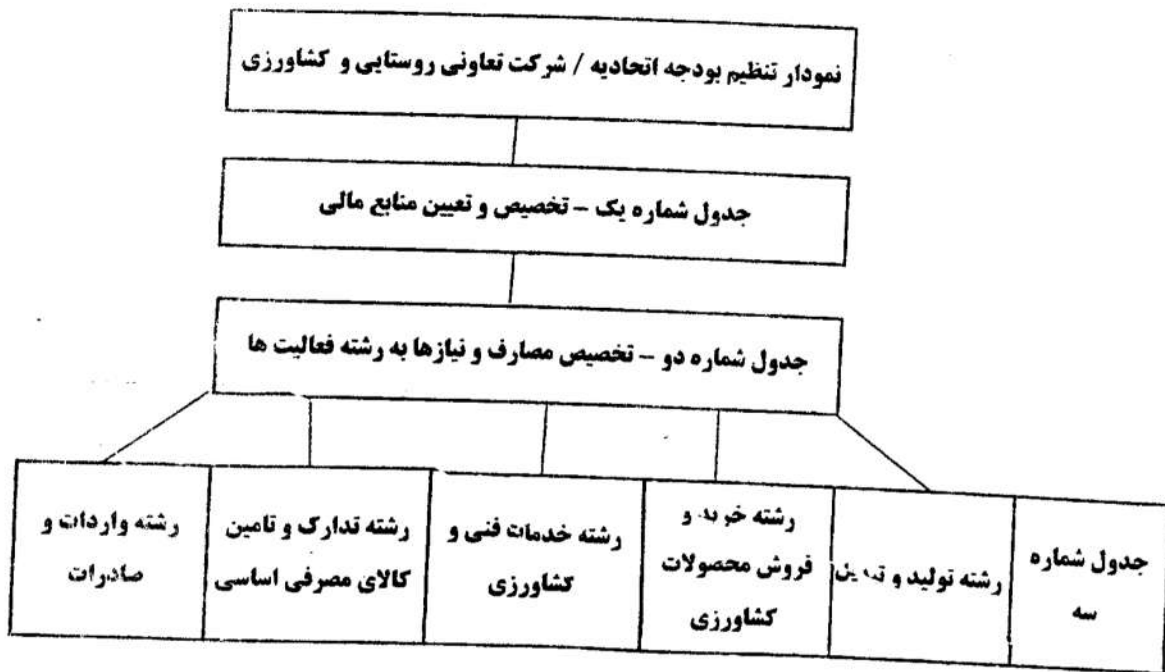 نمودار تنظیم بودجه اتحادیه / شرکت تعاونی روستایی و کشاورزی
جدول شماره یک – تخصیص و تعیین منابع مالی
جدول شماره دو – تخصیص مصارف و نیازها به رشته فعالیت ها
جدول شماره
سه
رشته تولید و
رشته خرید و
فروش محصولات
کشاورزی
رشته خدمات فنی و
کشاورزی
رشته تدارک و تامین
کالای مصرفی اساسی
رشته واردات و
صادرات